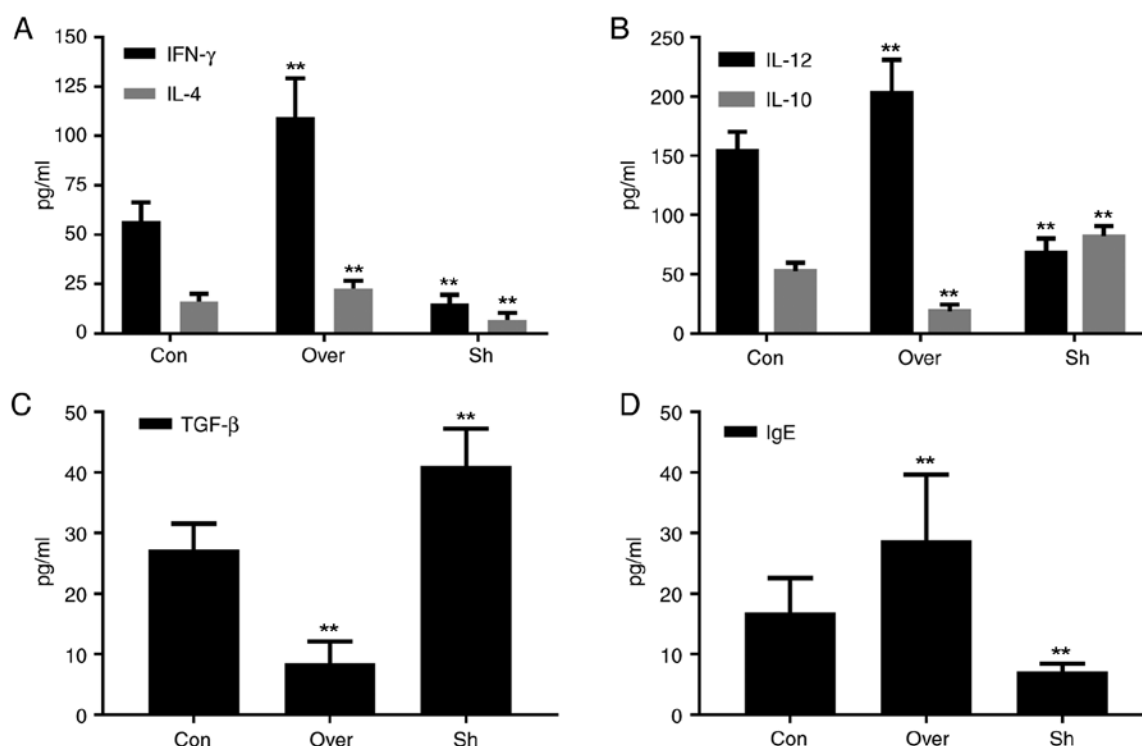 A
IFN-γ
IL-4
pg/ml
150
125
100
75
50
25
0
**
**
**
**
Con Over Sh
B
IL-12
IL-10
pg/ml
250
200
150
100
50
0
**
**
**
**
Con Over Sh
C
TGF-β
pg/ml
50
40
30
20
10
0
**
**
Con Over Sh
D
IgE
pg/ml
50
40
30
20
10
0
**
**
Con Over Sh